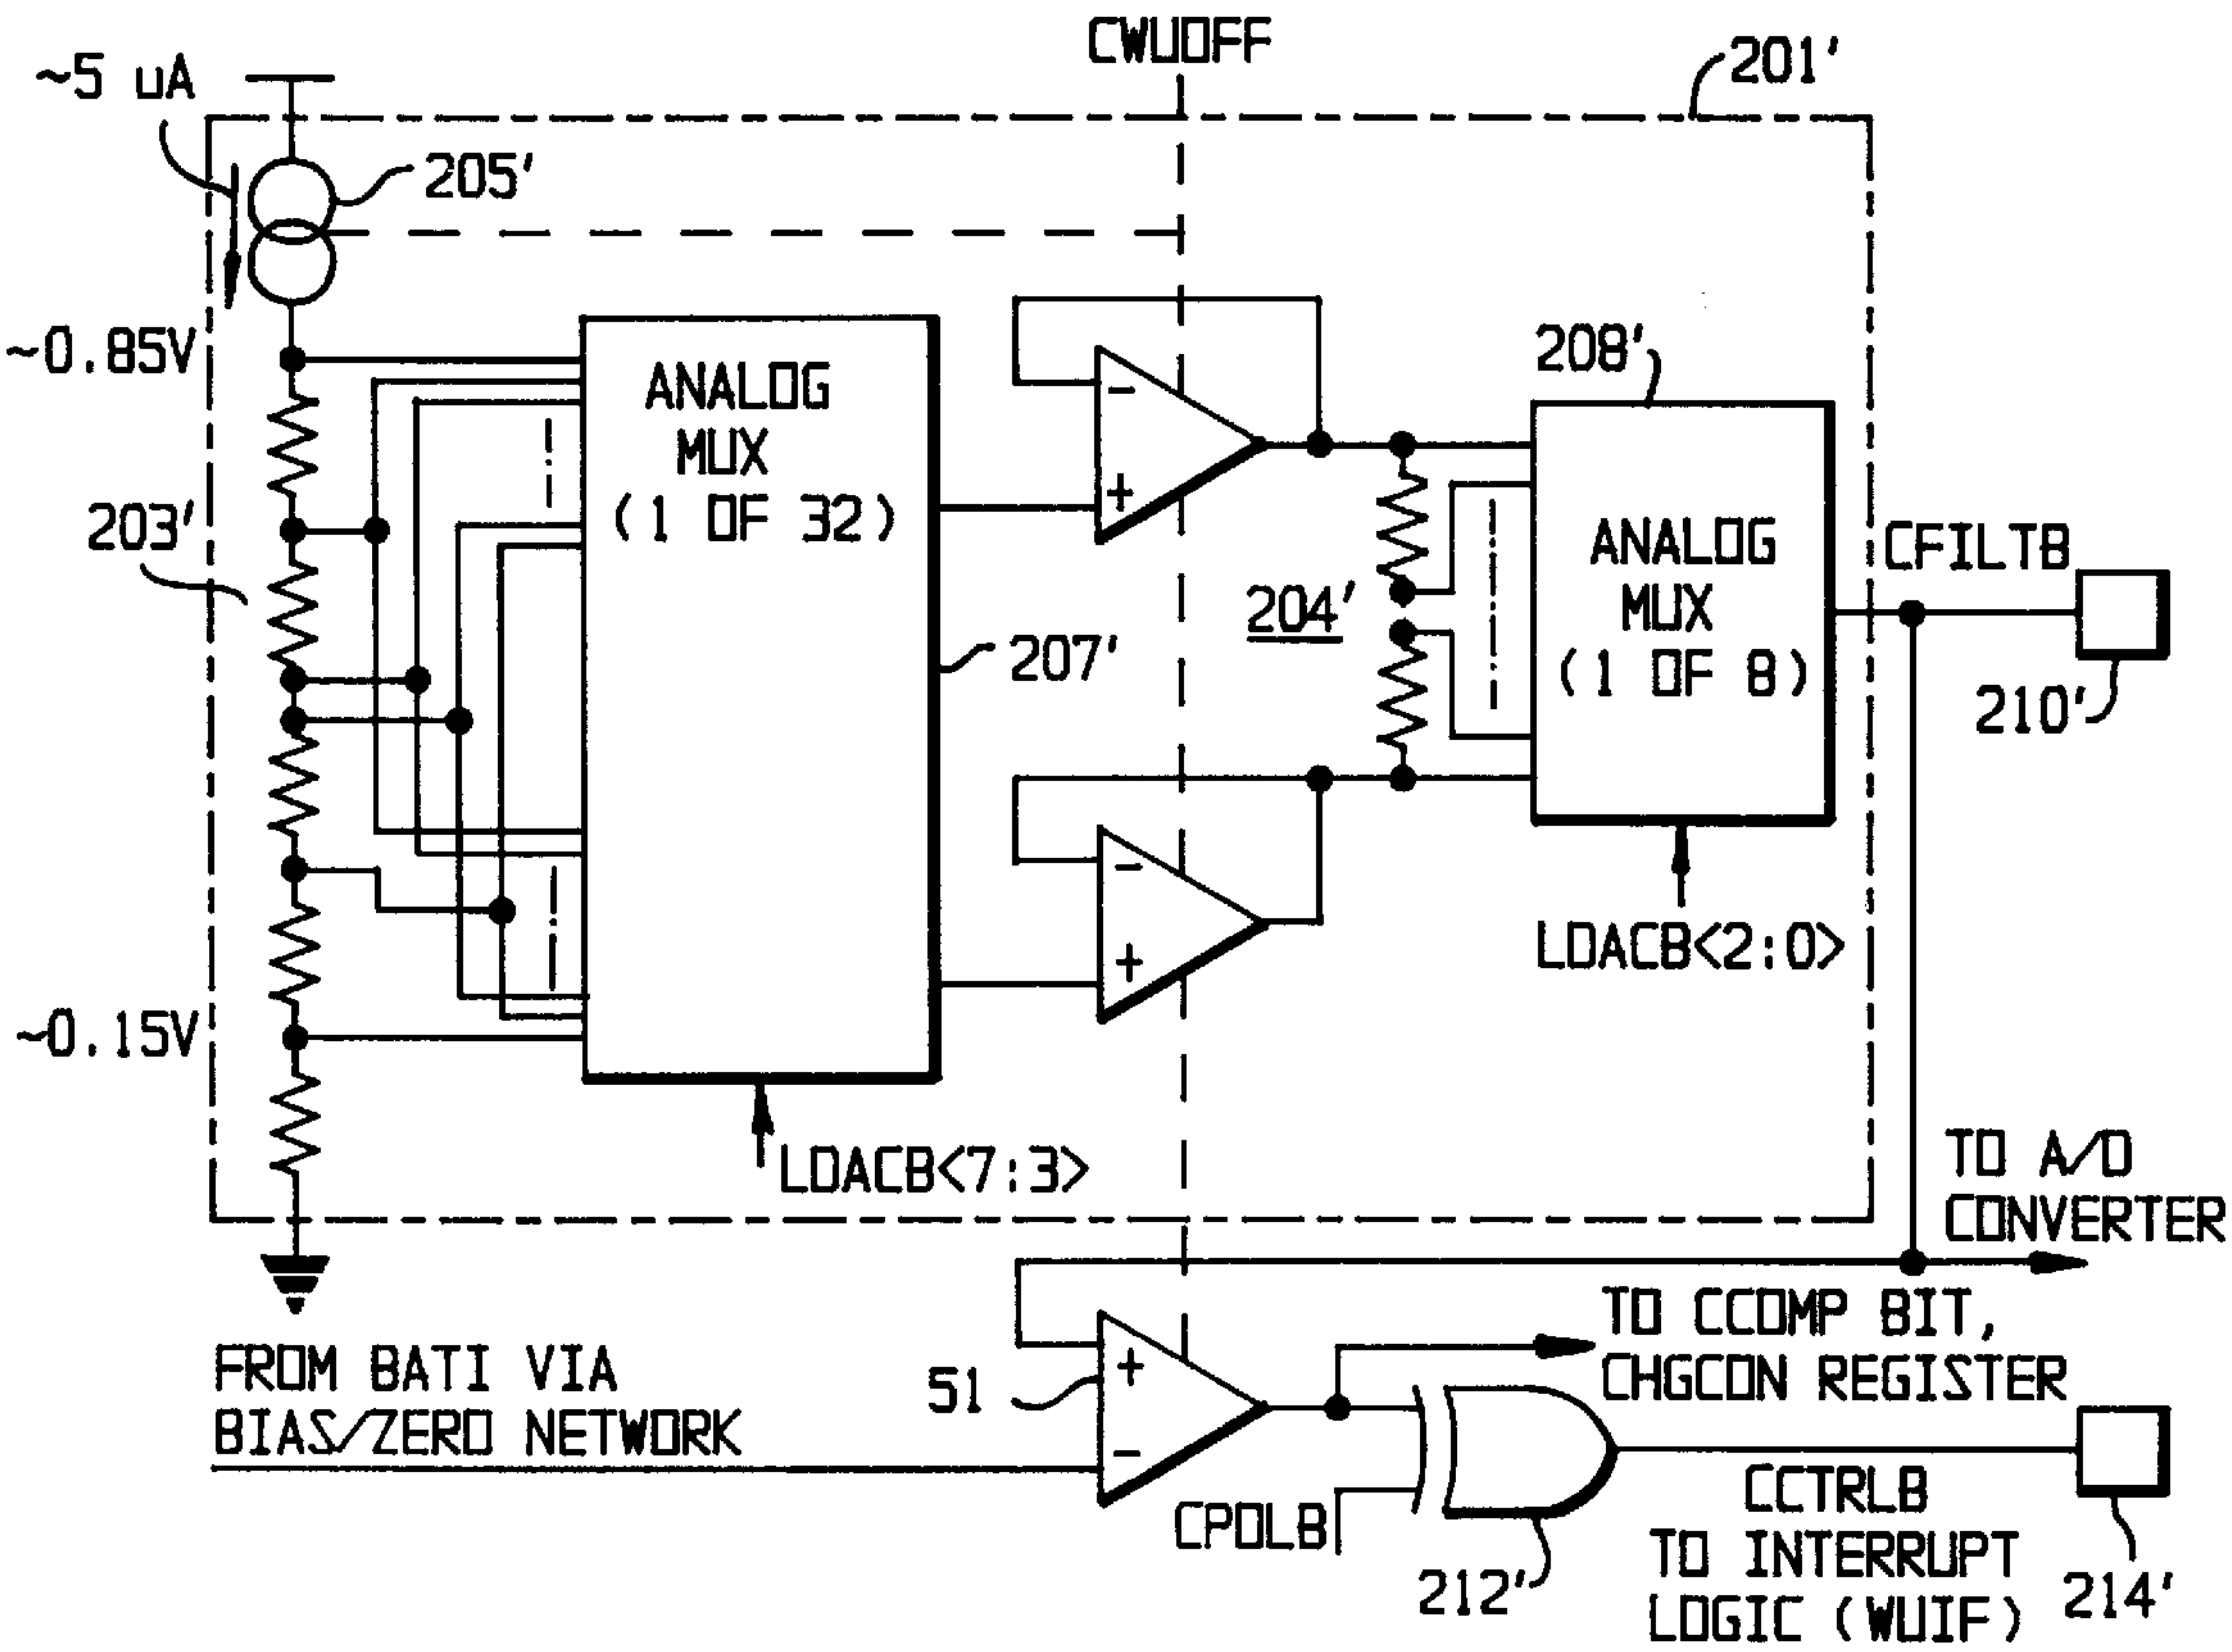 CWUOFF
~5 uA
201'
205'
~0.85V
208'
ANALOG
MUX
(1 OF 32)
203'
204'
ANALOG
MUX
(1 OF 8)
CFILTB
207'
210'
LDACB<2:0>
~0.15V
LDACB<7:3>
TO A/D
CONVERTER
FROM BATI VIA
BIAS/ZERO NETWORK
51
TO CCOMP BIT,
CHGCON REGISTER
CPOLB
212'
CCTRLB
TO INTERRUPT
LOGIC (WUIF)
214'